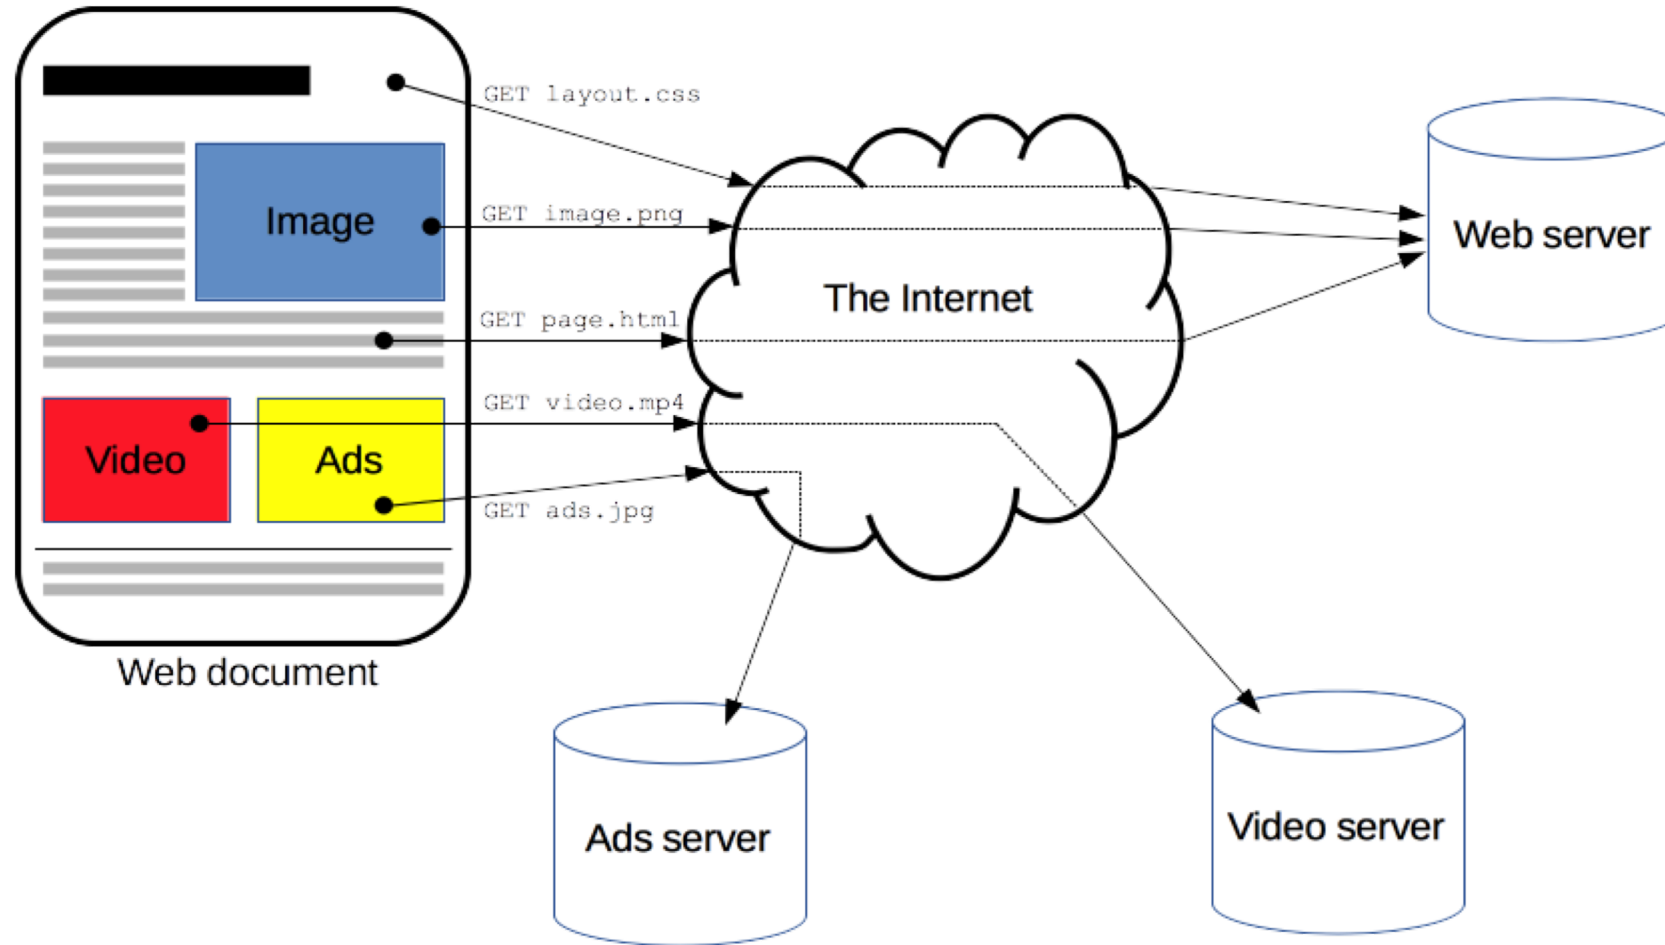 GET layout.css
Image
GET image.png
Web server
The Internet
GET page.html
GET video.mp4
Video
Ads
GET ads.jpg
Web document
Ads server
Video server